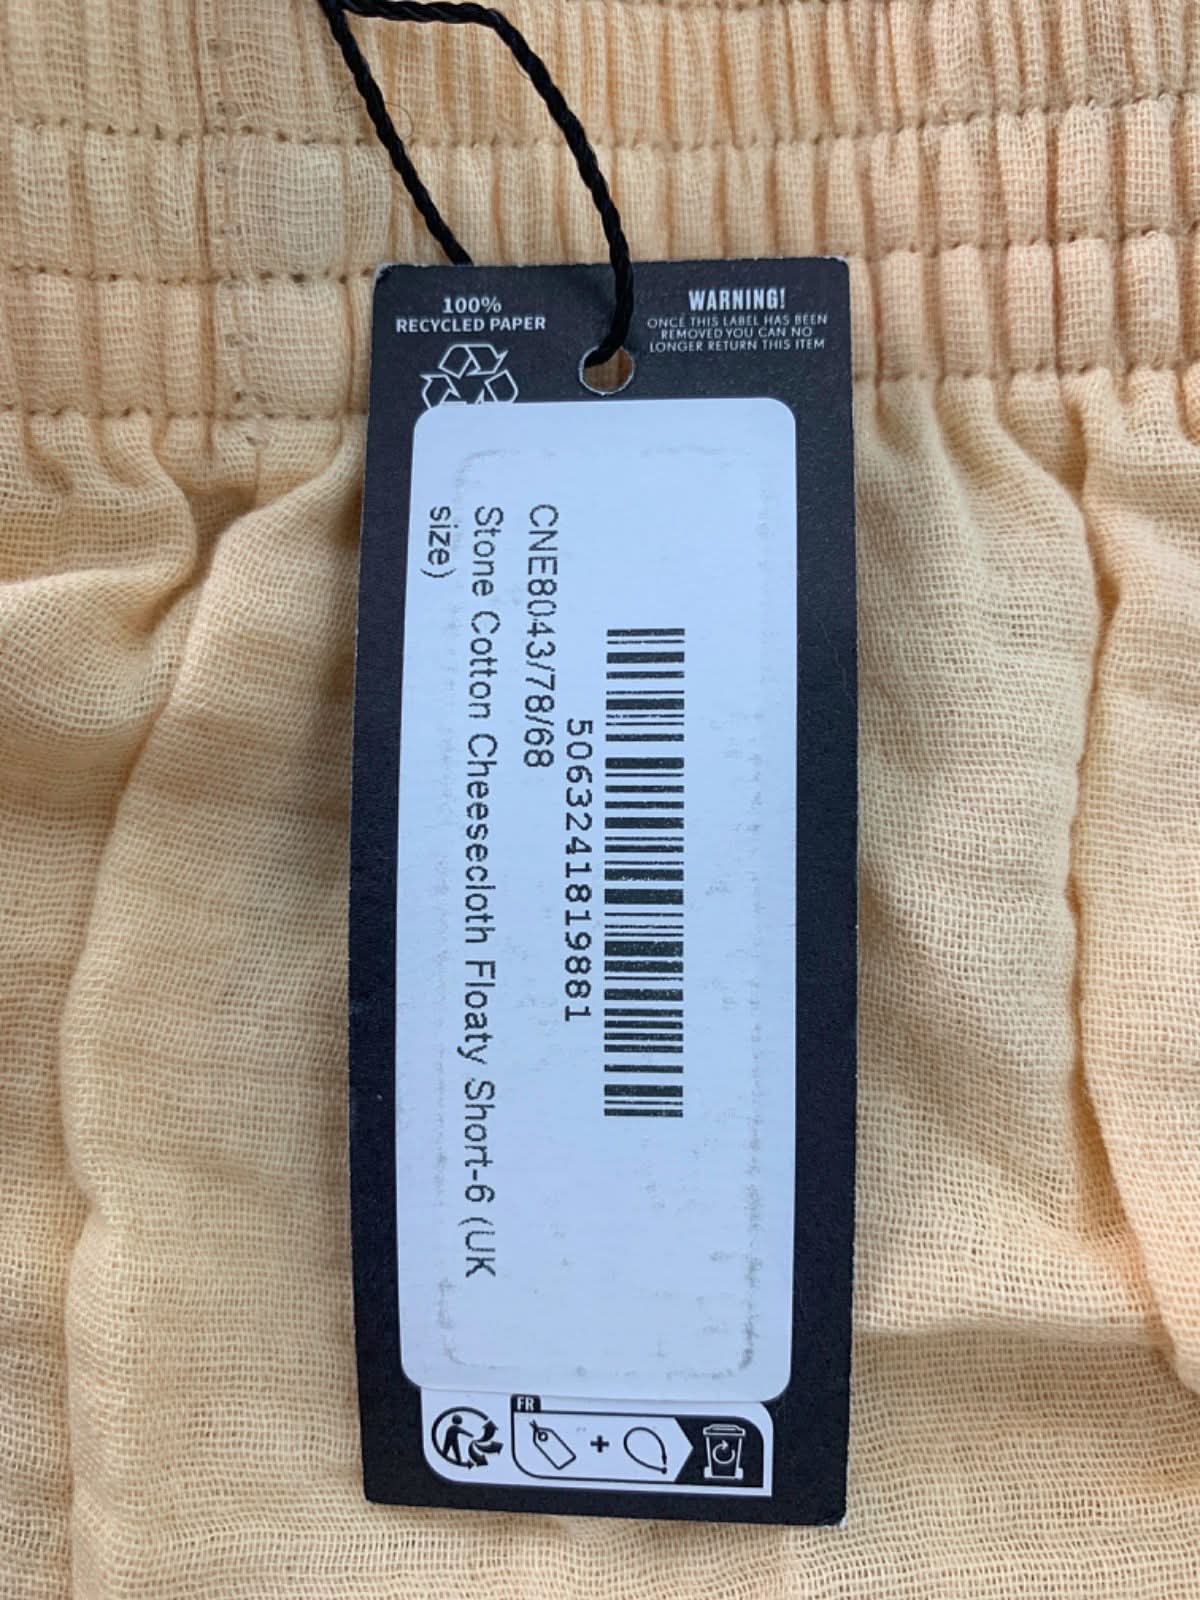 100%
RECYCLED PAPER
WARNING!
ONCE THIS LABEL HAS BEEN
REMOVED YOU CAN NO
LONGER RETURN THIS ITEM
5063241819881
CNE8043/78/68
Stone Cotton Cheesecloth Floaty Short-6 (UK
size)
FR